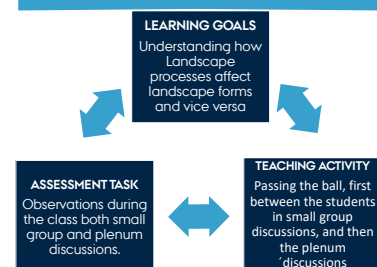 LEARNING GOALS
Understanding how
Landscape
processes affect
landscape forms
and vice versa
ASSESSMENT TASK
Observations during
the class both small
group and plenum
discussions.
TEACHING ACTIVITY
Passing the ball, first
between the students
in small group
discussions, and then
the plenum
´discussions